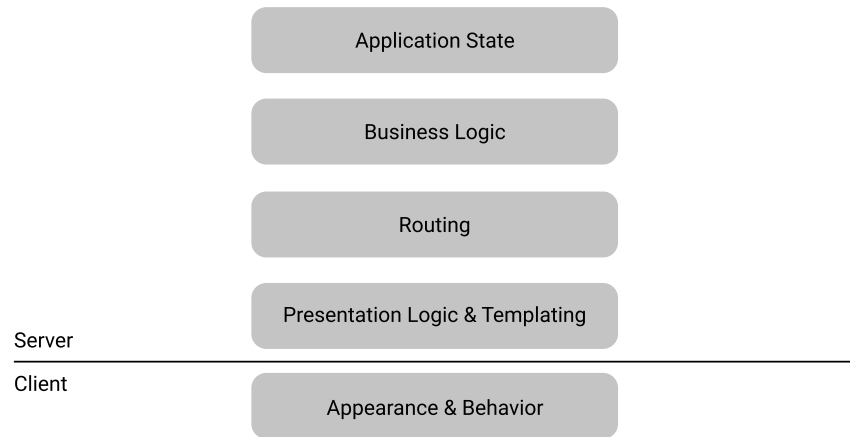 Application State
Business Logic
Routing
Presentation Logic & Templating
Server
Client
Appearance & Behavior